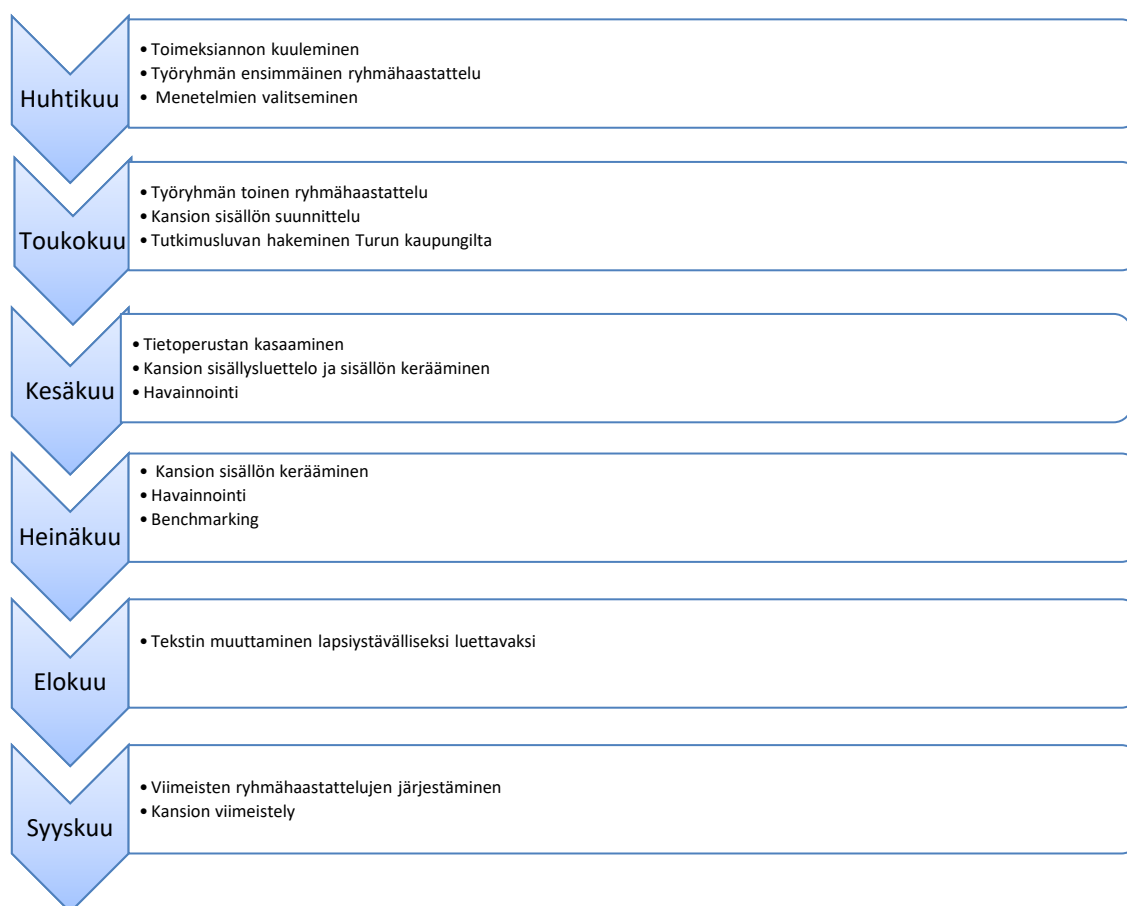 Huhtikuu
• Toimeksiannon kuuleminen
• Työryhmän ensimmäinen ryhmähaastattelu
• Menetelmien valitseminen
Toukokuu
• Työryhmän toinen ryhmähaastattelu
• Kansion sisällön suunnittelu
• Tutkimusluvan hakeminen Turun kaupungilta
Kesäkuu
• Tietoperustan kasaaminen
• Kansion sisällysluettelo ja sisällön kerääminen
• Havainnointi
Heinäkuu
• Kansion sisällön kerääminen
• Havainnointi
• Benchmarking
Elokuu
• Tekstin muuttaminen lapsiystävälliseksi luettavaksi
Syyskuu
• Viimeisten ryhmähaastattelujen järjestäminen
• Kansion viimeistely